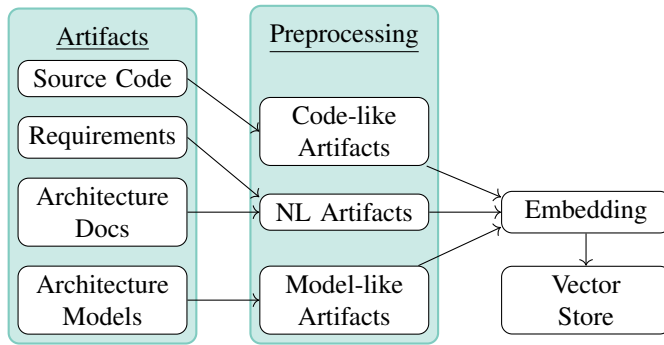 Artifacts
Source Code
Requirements
Architecture
Docs
Architecture
Models
Preprocessing
Code-like
Artifacts
NL Artifacts
Model-like
Artifacts
Embedding
Vector
Store